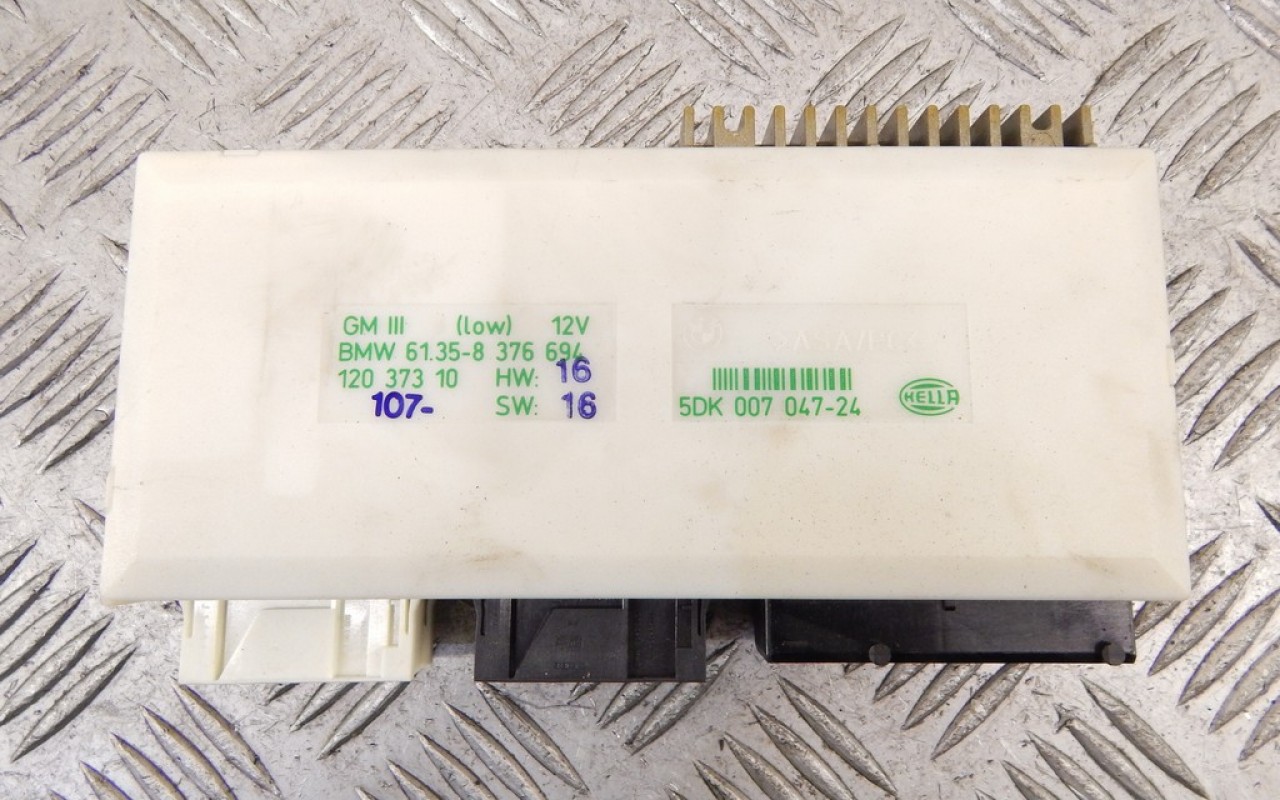 GM III (low) 12V
BMW 61.35-8 376 694
120 373 10 HW: 16
107- SW: 16
5DK 007 047-24
HELLA